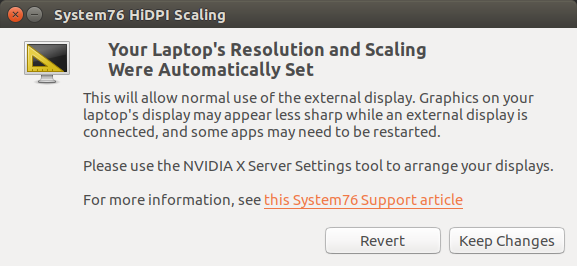 System76 HiDPI Scaling
Your Laptop's Resolution and Scaling
Were Automatically Set
This will allow normal use of the external display. Graphics on your
laptop's display may appear less sharp while an external display is
connected, and some apps may need to be restarted.
Please use the NVIDIA X Server Settings tool to arrange your displays.
For more information, see this System76 Support article
Revert
Keep Changes